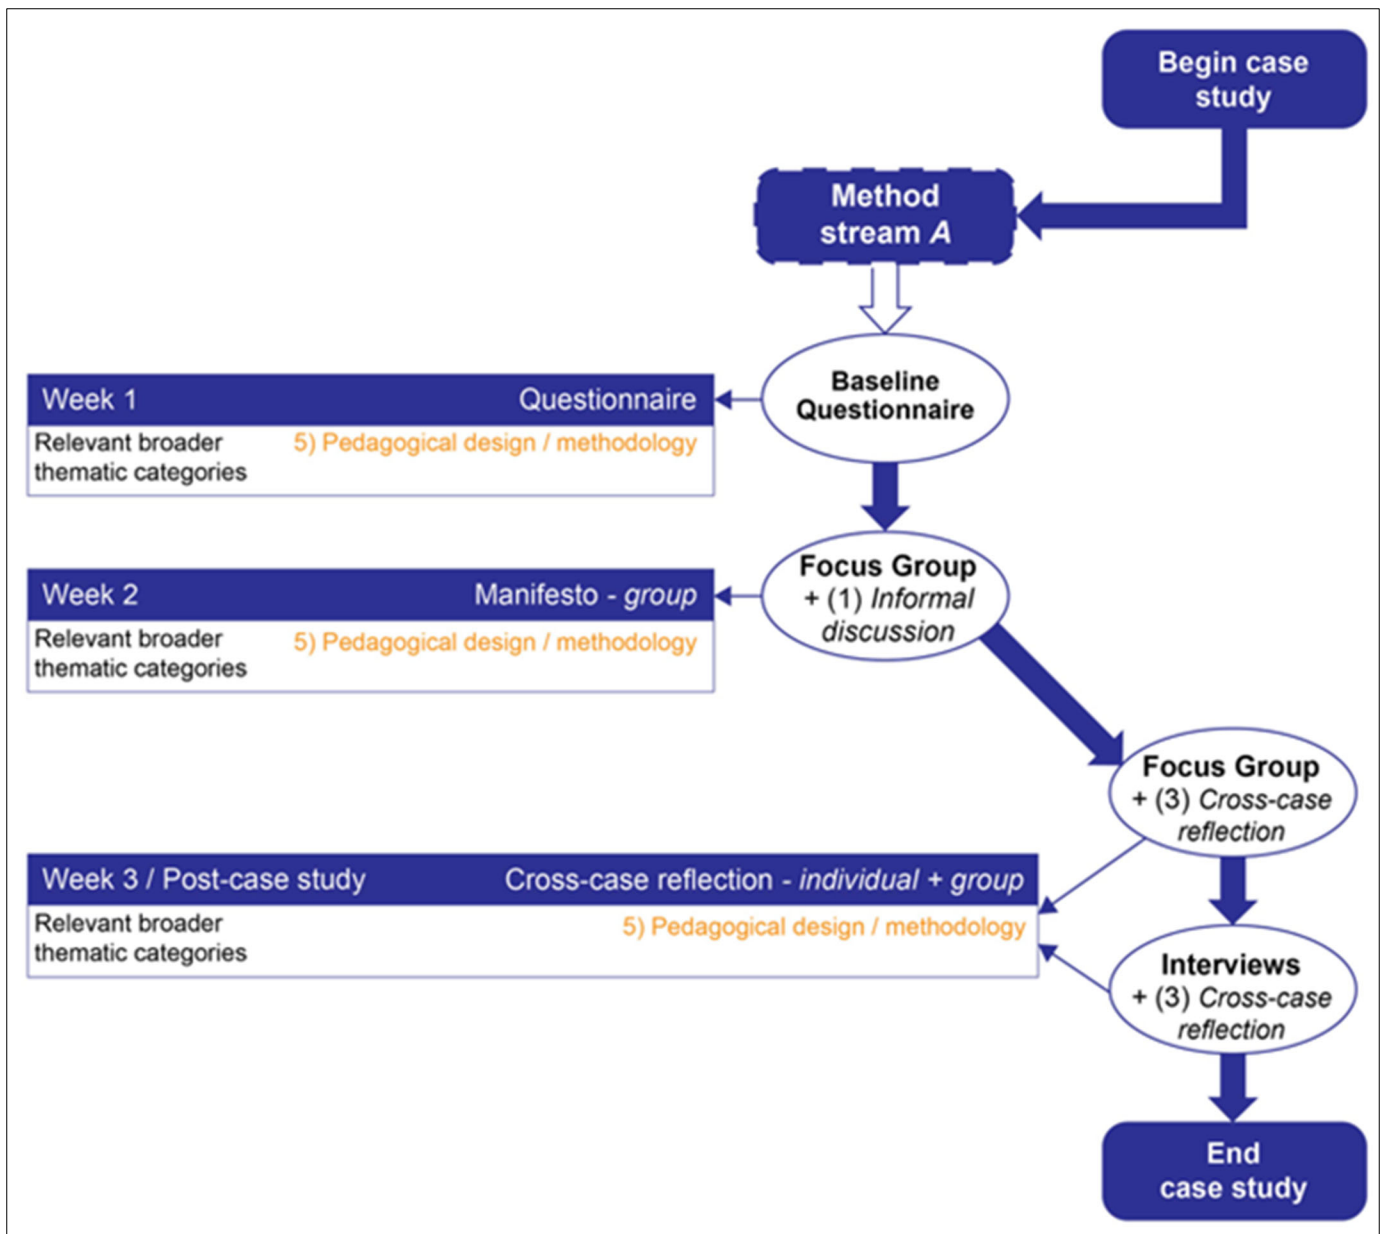 Begin case
study
Method
stream A
Baseline
Questionnaire
Week 1 Questionnaire
Relevant broader
thematic categories
5) Pedagogical design / methodology
Focus Group
+ (1) Informal
discussion
Week 2 Manifesto - group
Relevant broader
thematic categories
5) Pedagogical design / methodology
Focus Group
+ (3) Cross-case
reflection
Week 3 / Post-case study Cross-case reflection - individual + group
Relevant broader
thematic categories
5) Pedagogical design / methodology
Interviews
+ (3) Cross-case
reflection
End
case study